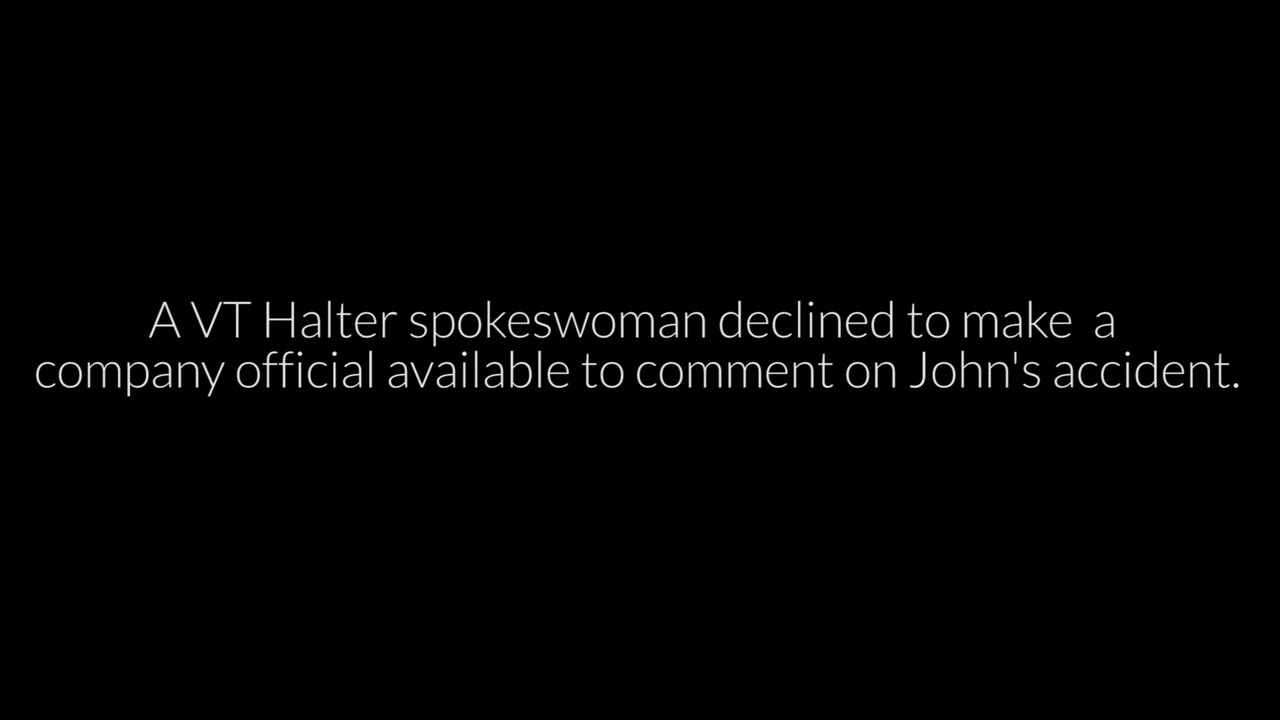 A VT Halter spokeswoman declined to make  a
company official available to comment on John's accident.